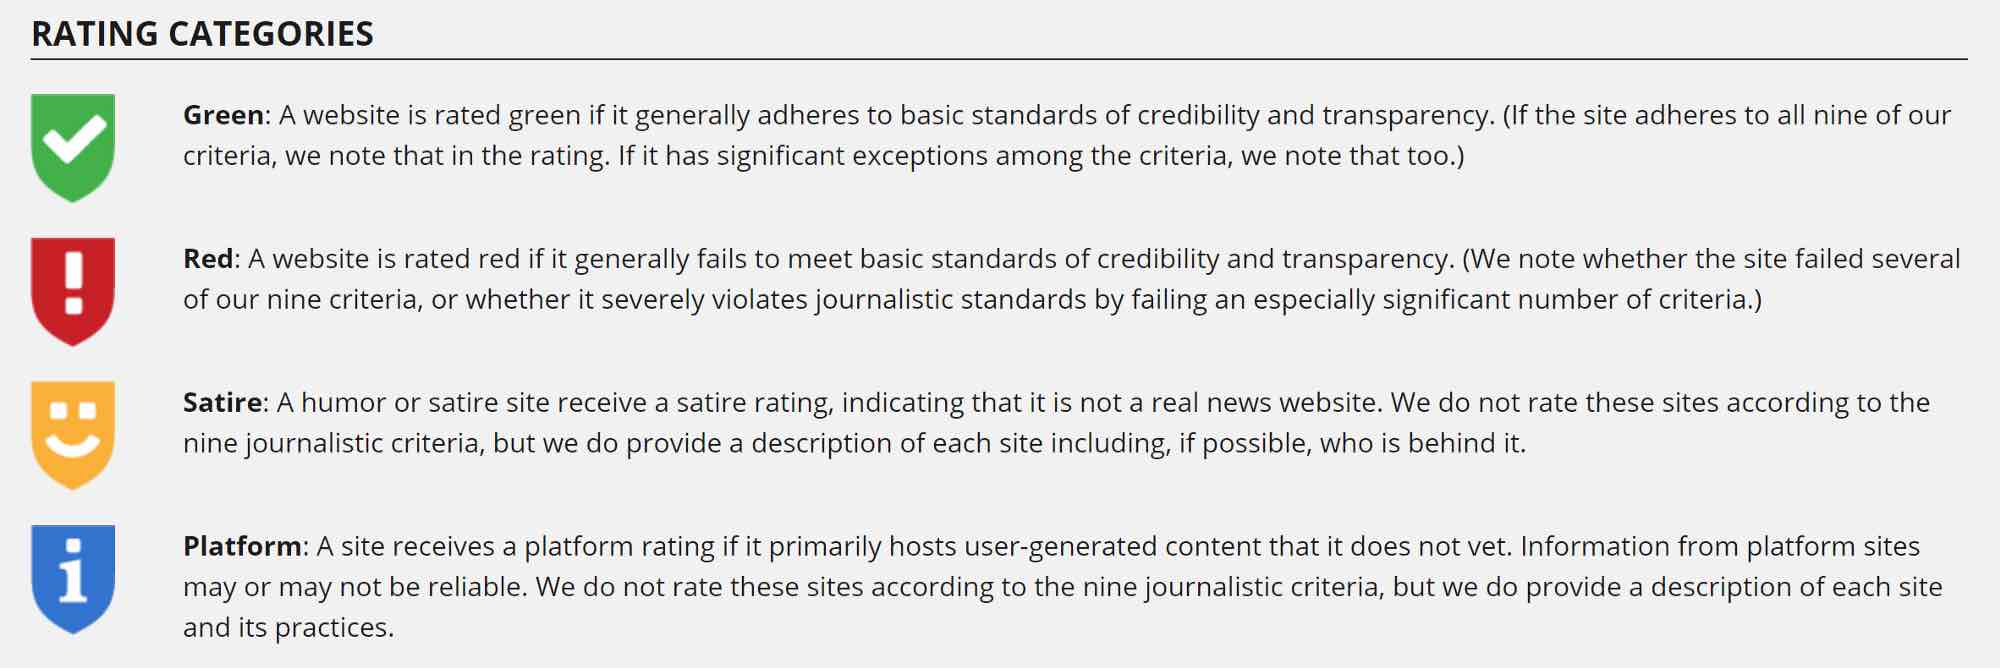 RATING CATEGORIES
Green: A website is rated green if it generally adheres to basic standards of credibility and transparency. (If the site adheres to all nine of our
criteria, we note that in the rating. If it has significant exceptions among the criteria, we note that too.)
Red: A website is rated red if it generally fails to meet basic standards of credibility and transparency. (We note whether the site failed several
of our nine criteria, or whether it severely violates journalistic standards by failing an especially significant number of criteria.)
Satire: A humor or satire site receive a satire rating, indicating that it is not a real news website. We do not rate these sites according to the
nine journalistic criteria, but we do provide a description of each site including, if possible, who is behind it.
Platform: A site receives a platform rating if it primarily hosts user-generated content that it does not vet. Information from platform sites
may or may not be reliable. We do not rate these sites according to the nine journalistic criteria, but we do provide a description of each site
and its practices.